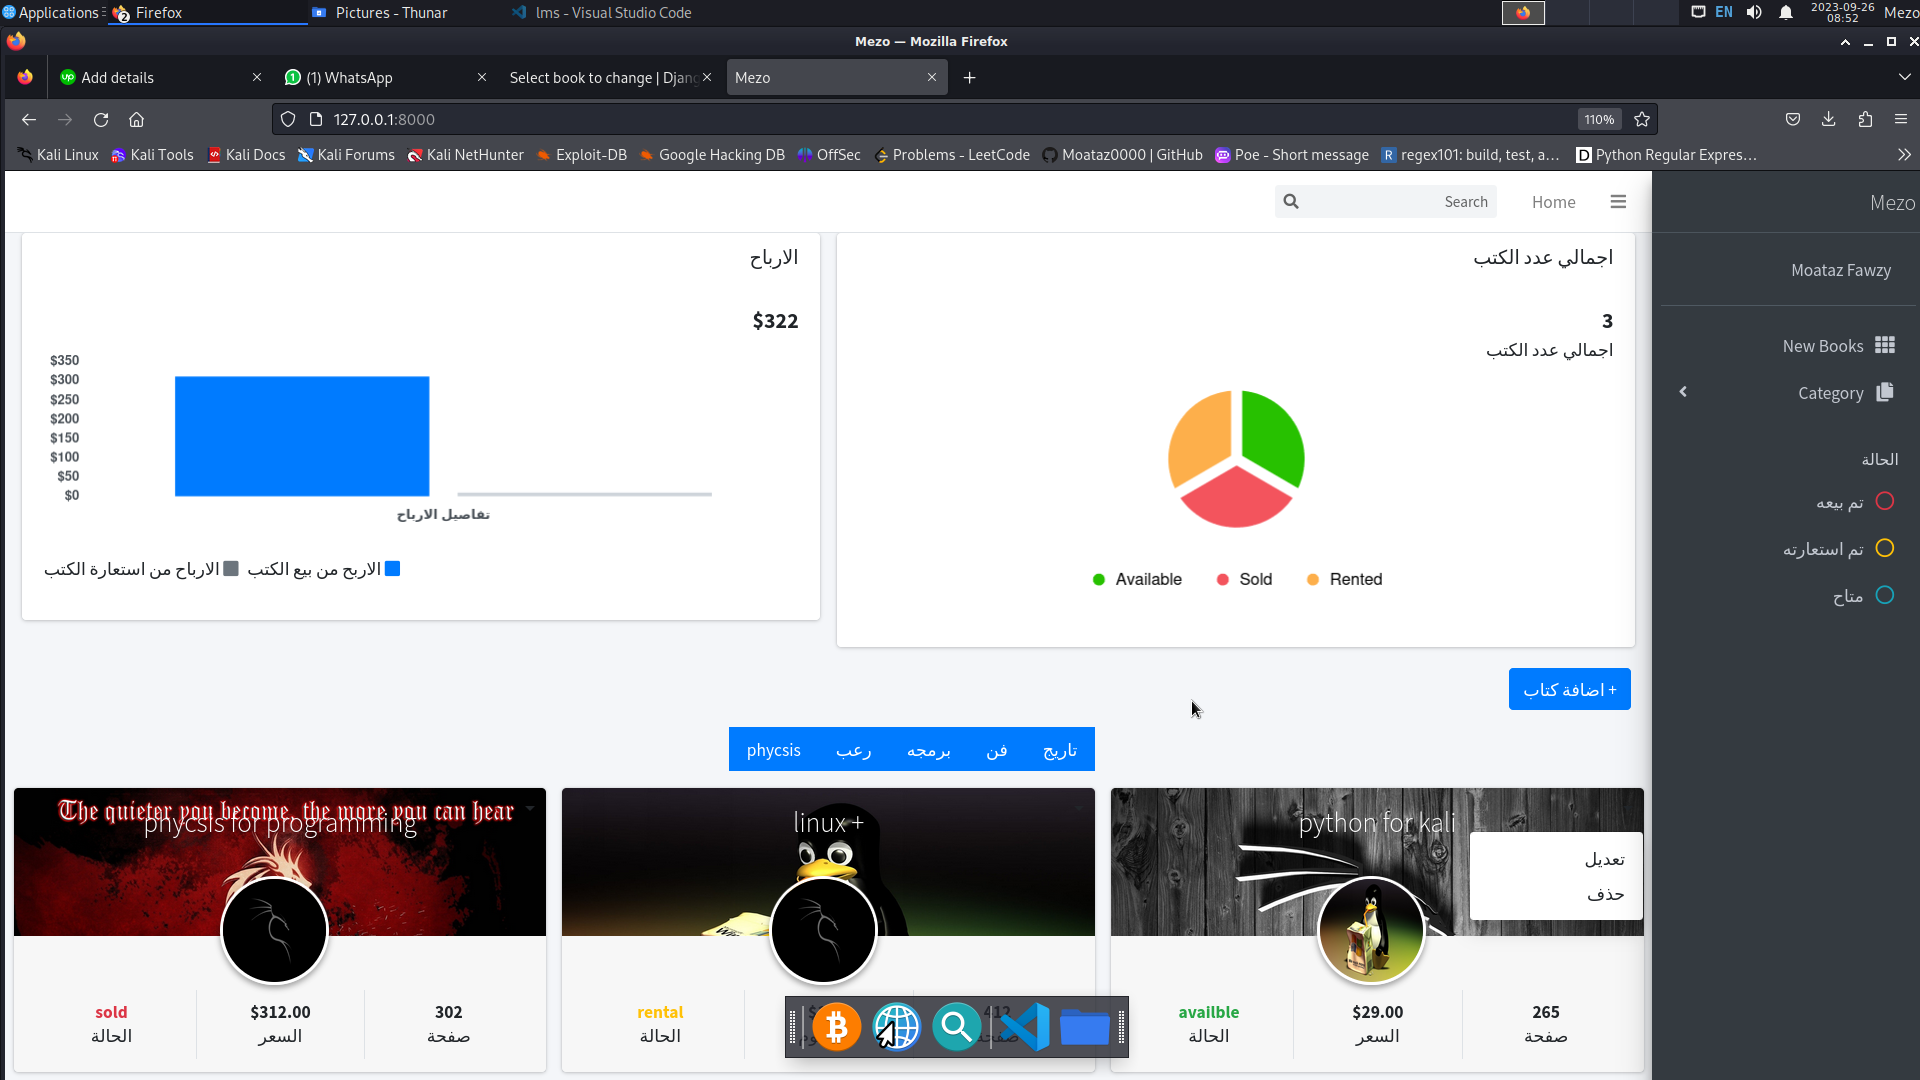 Applications
Firefox
Pictures - Thunar
lms - Visual Studio Code
EN
2023-09-26
08:52
Mezo
Mezo — Mozilla Firefox
Add details
(1) WhatsApp
Select book to change | Djang
Mezo
127.0.0.1:8000
110%
Kali Linux
Kali Tools
Kali Docs
Kali Forums
Kali NetHunter
Exploit-DB
Google Hacking DB
OffSec
Problems - LeetCode
Moataz0000 | GitHub
Poe - Short message
regex101: build, test, a…
Python Regular Expres…
Search
Home
Mezo
Moataz Fawzy
New Books
Category
الحالة
تم بيعه
تم استعارته
متاح
اجمالي عدد الكتب
3
اجمالي عدد الكتب
Available
Sold
Rented
الارباح
$322
$350
$300
$250
$200
$150
$100
$50
$0
تفاصيل الارباح
الاربح من بيع الكتب
الارباح من استعارة الكتب
+ اضافة كتاب
تاريخ
فن
برمجه
رعب
phycsis
python for kali
تعديل
حذف
265
صفحة
$29.00
السعر
availble
الحالة
linux +
412
صفحة
rental
الحالة
The quieter you become, the more you can hear
phycsis for programming
302
صفحة
$312.00
السعر
sold
الحالة